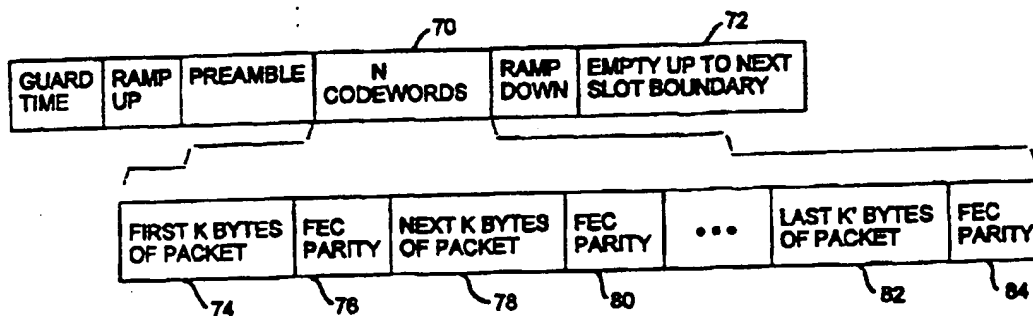 70
72
GUARD TIME
RAMP UP
PREAMBLE
N CODEWORDS
RAMP DOWN
EMPTY UP TO NEXT SLOT BOUNDARY
FIRST K BYTES OF PACKET
FEC PARITY
NEXT K BYTES OF PACKET
FEC PARITY
•••
LAST K' BYTES OF PACKET
FEC PARITY
74
76
78
80
82
84